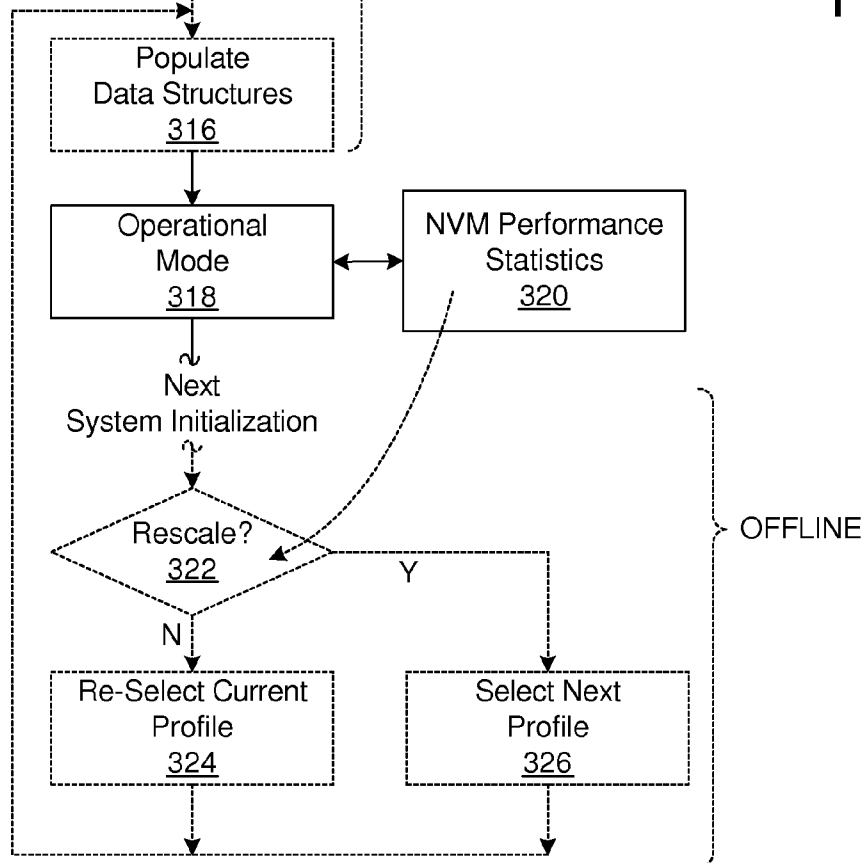 Populate
Data Structures
316
Operational
Mode
318
NVM Performance
Statistics
320
Next
System Initialization
Rescale?
322
Y
N
OFFLINE
Re-Select Current
Profile
324
Select Next
Profile
326